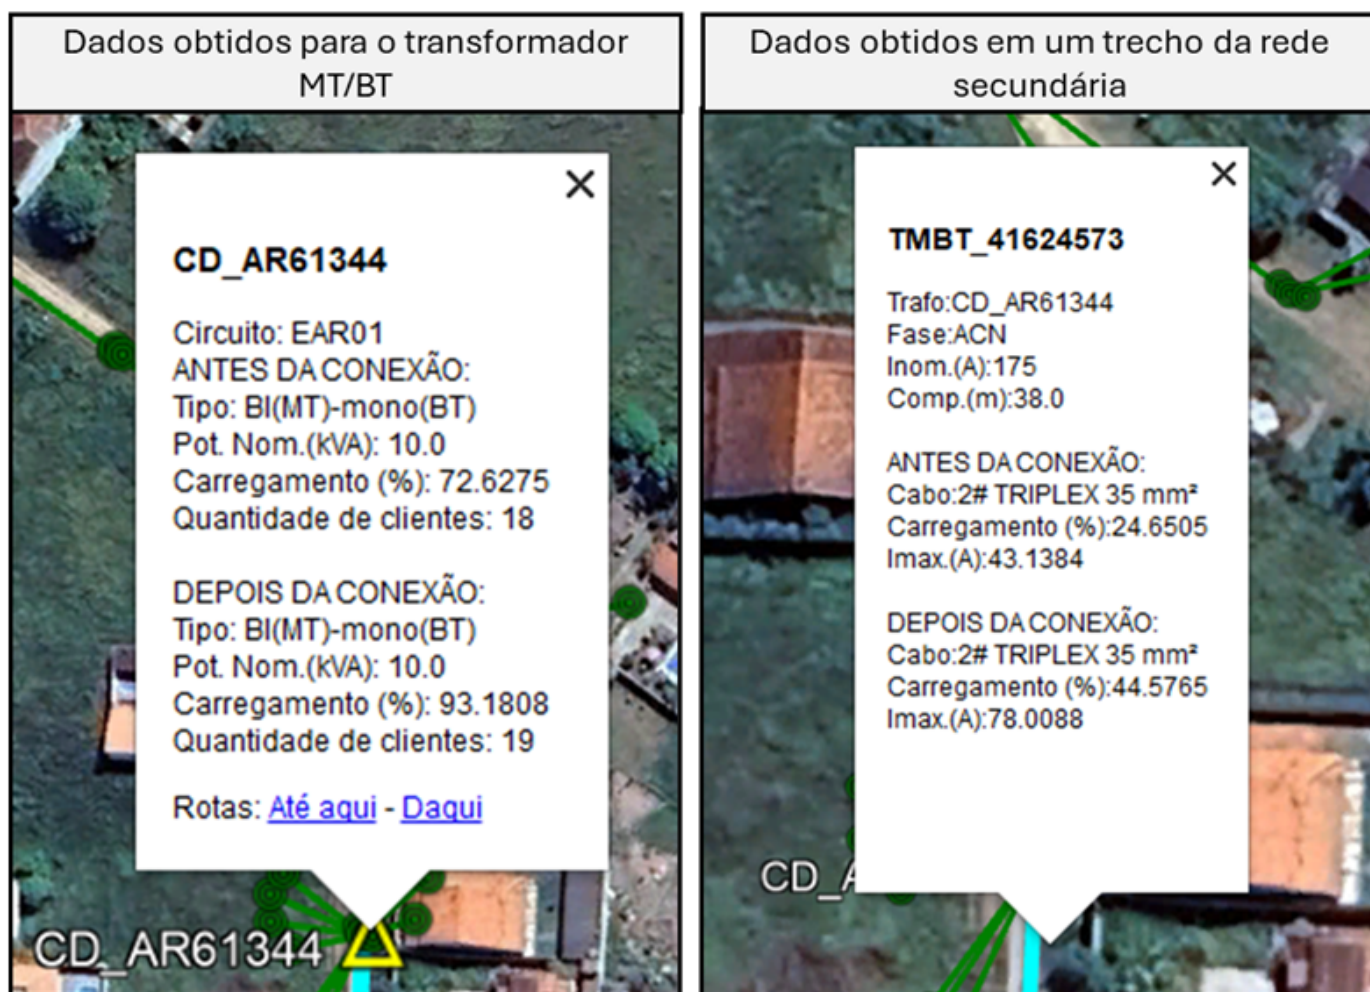 Dados obtidos para o transformador
MT/BT
CD_AR61344
Circuito: EAR01
ANTES DA CONEXÃO:
Tipo: BI(MT)-mono(BT)
Pot. Nom.(kVA): 10.0
Carregamento (%): 72.6275
Quantidade de clientes: 18
DEPOIS DA CONEXÃO:
Tipo: BI(MT)-mono(BT)
Pot. Nom.(kVA): 10.0
Carregamento (%): 93.1808
Quantidade de clientes: 19
Rotas: Até aqui - Daqui
CD_AR61344
Dados obtidos em um trecho da rede
secundária
TMBT_41624573
Trafo:CD_AR61344
Fase:ACN
Inom.(A):175
Comp.(m):38.0
ANTES DA CONEXÃO:
Cabo:2# TRIPLEX 35 mm²
Carregamento (%):24.6505
Imax.(A):43.1384
DEPOIS DA CONEXÃO:
Cabo:2# TRIPLEX 35 mm²
Carregamento (%):44.5765
Imax.(A):78.0088
CD_A